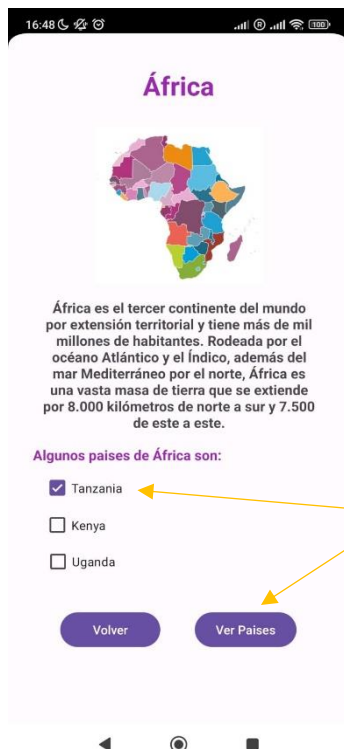 16:48
R
100
África
África es el tercer continente del mundo
por extensión territorial y tiene más de mil
millones de habitantes. Rodeada por el
océano Atlántico y el Índico, además del
mar Mediterráneo por el norte, África es
una vasta masa de tierra que se extiende
por 8.000 kilómetros de norte a sur y 7.500
de este a este.
Algunos paises de África son:
Tanzania
Kenya
Uganda
Volver Ver Paises